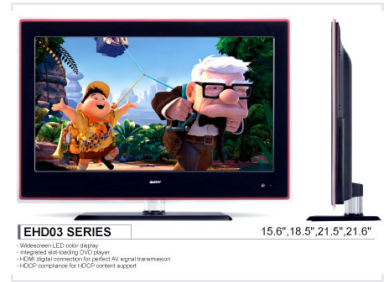 EHD03 SERIES
15.6",18.5",21.5",21.6"
- Widescreen LED color display
- Integrated slot-loading DVD player
- HDMI digital connection for perfect AV signal transmission
- HDCP compliance for HDCP content support